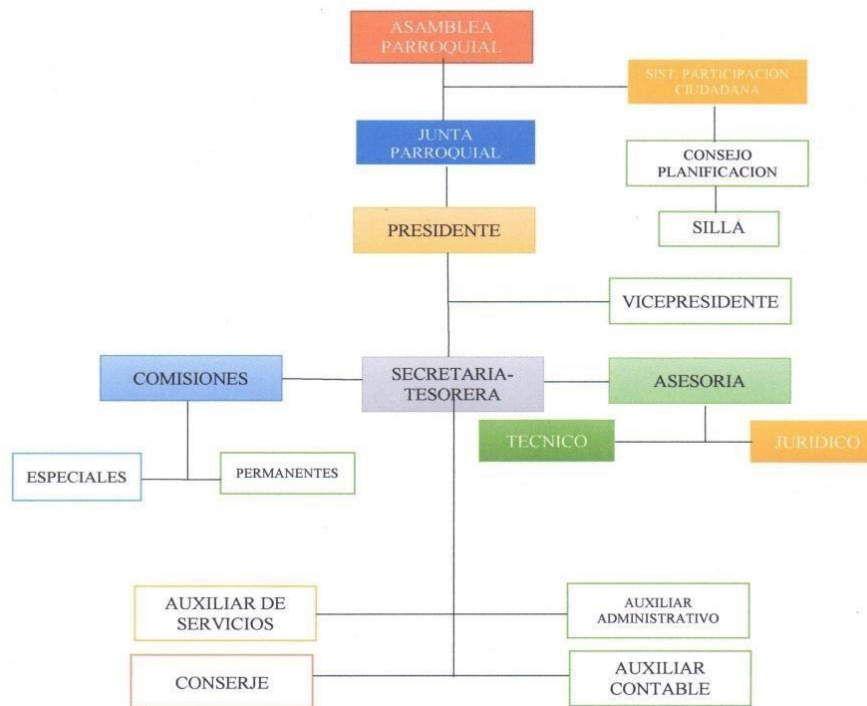 ASAMBLEA
PARROQUIAL
SIST. PARTICIPACION
CIUDADANA
JUNTA
PARROQUIAL
CONSEJO
PLANIFICACION
SILLA
PRESIDENTE
VICEPRESIDENTE
COMISIONES
SECRETARIA-
TESORERA
ASESORIA
TECNICO
JURIDICO
ESPECIALES
PERMANENTES
AUXILIAR DE
SERVICIOS
AUXILIAR
ADMINISTRATIVO
CONSERJE
AUXILIAR
CONTABLE